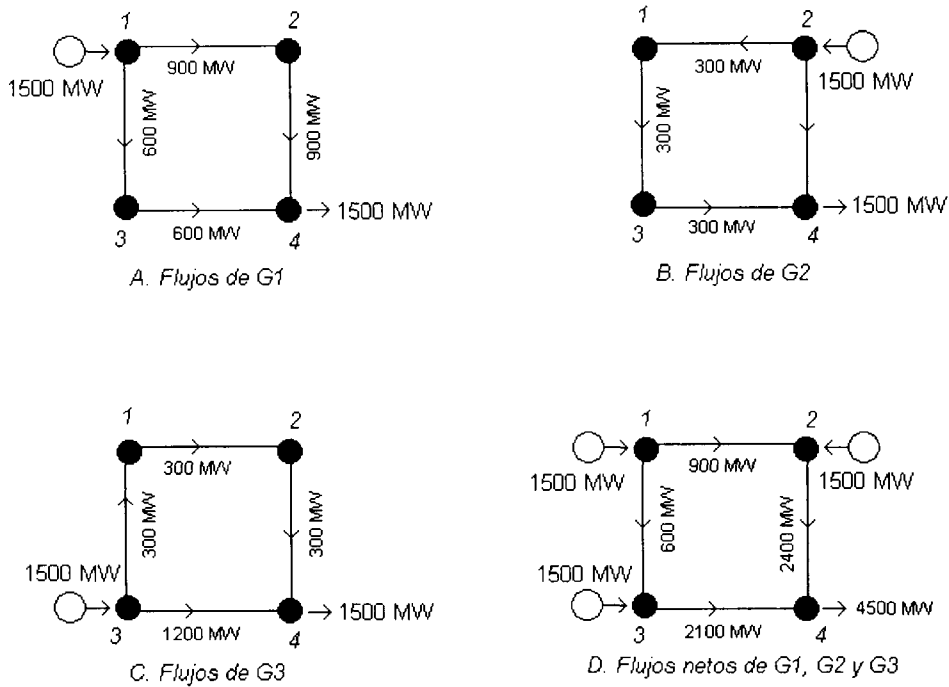 1
2
1500 MW
900 MW
600 MW
900 MW
3
600 MW
4
1500 MW
A. Flujos de G1
1
2
300 MW
1500 MW
300 MW
3
300 MW
4
1500 MW
B. Flujos de G2
1
2
300 MW
300 MW
300 MW
1500 MW
3
1200 MW
4
1500 MW
C. Flujos de G3
1
2
1500 MW
900 MW
1500 MW
600 MW
2400 MW
1500 MW
3
2100 MW
4
4500 MW
D. Flujos netos de G1, G2 y G3